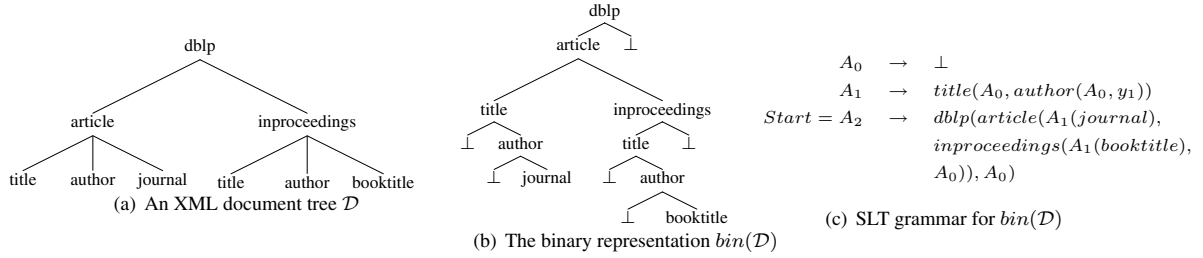 dblp
article inproceedings
title author journal title author booktitle
(a) An XML document tree D
dblp
article ⊥
title inproceedings
⊥ author title ⊥
⊥ journal ⊥ author
⊥ booktitle
(b) The binary representation bin(D)
A₀ → ⊥
A₁ → title(A₀, author(A₀, y₁))
Start = A₂ → dblp(article(A₁(journal),
inproceedings(A₁(booktitle),
A₀)), A₀)
(c) SLT grammar for bin(D)